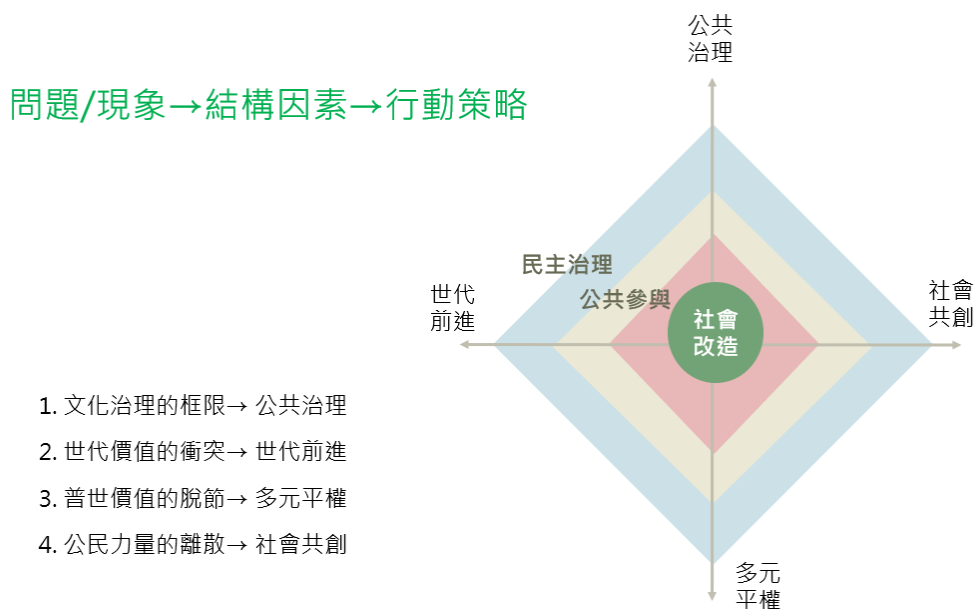 公共
治理
問題/現象→結構因素→行動策略
民主治理
公共參與
世代
前進
社會
共創
社會
改造
1. 文化治理的框限→ 公共治理
2. 世代價值的衝突→ 世代前進
3. 普世價值的脫節→ 多元平權
4. 公民力量的離散→ 社會共創
多元
平權